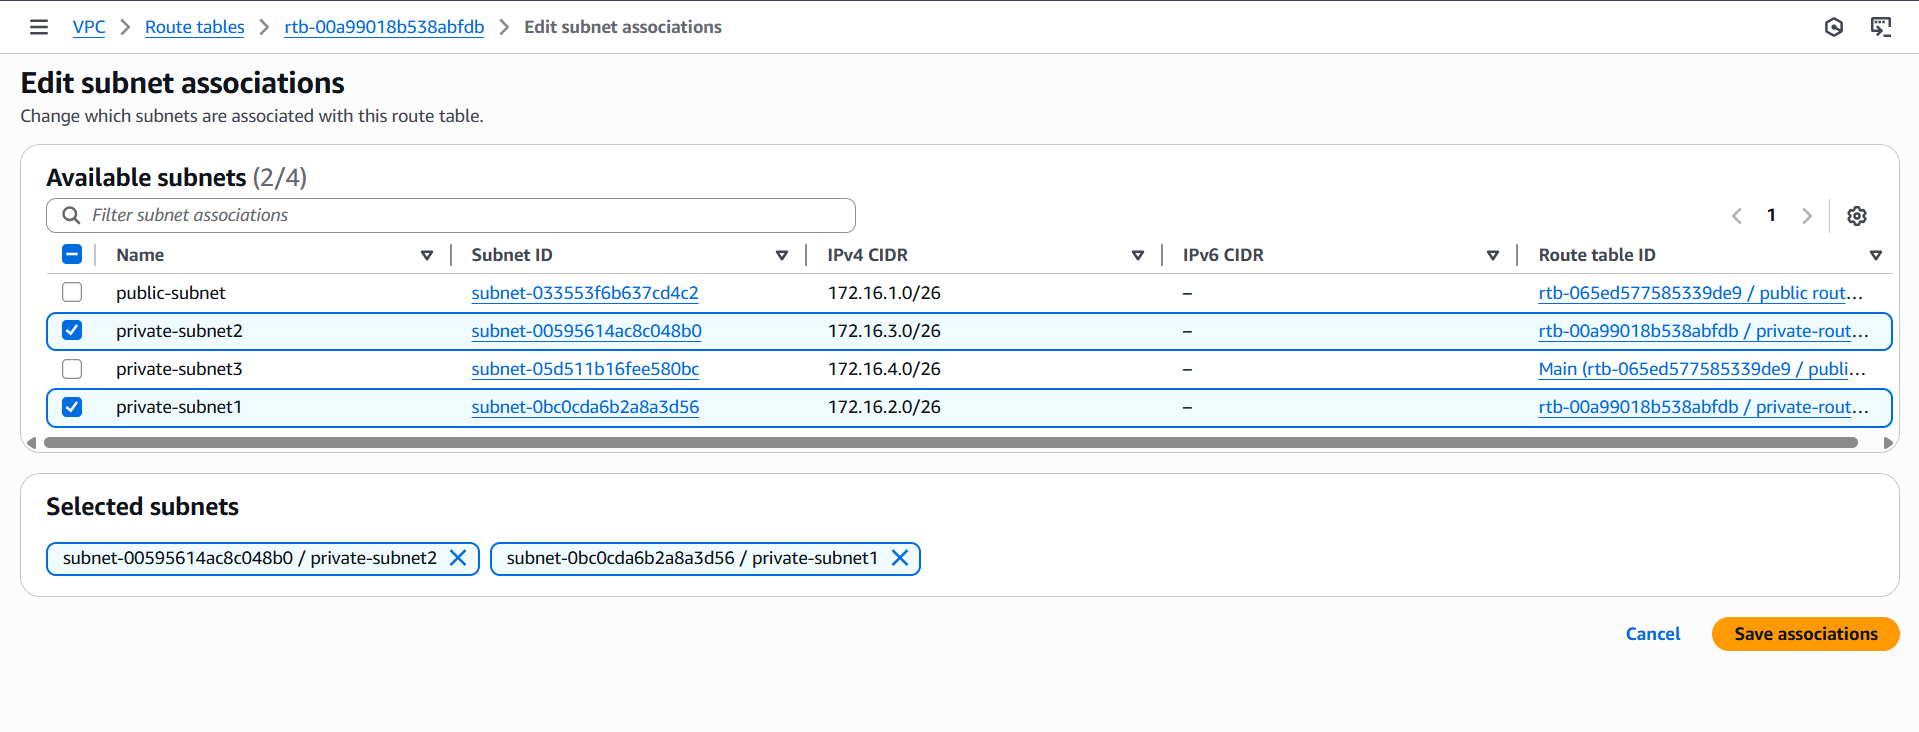 VPC > Route tables > rtb-00a99018b538abfdb > Edit subnet associations
Edit subnet associations
Change which subnets are associated with this route table.
Available subnets (2/4)
Filter subnet associations
1
Name Subnet ID IPv4 CIDR IPv6 CIDR Route table ID
public-subnet subnet-033553f6b637cd4c2 172.16.1.0/26 – rtb-065ed577585339de9 / public rout...
private-subnet2 subnet-00595614ac8c048b0 172.16.3.0/26 – rtb-00a99018b538abfdb / private-rout...
private-subnet3 subnet-05d511b16fee580bc 172.16.4.0/26 – Main (rtb-065ed577585339de9 / publi...
private-subnet1 subnet-0bc0cda6b2a8a3d56 172.16.2.0/26 – rtb-00a99018b538abfdb / private-rout...
Selected subnets
subnet-00595614ac8c048b0 / private-subnet2 subnet-0bc0cda6b2a8a3d56 / private-subnet1
Cancel Save associations